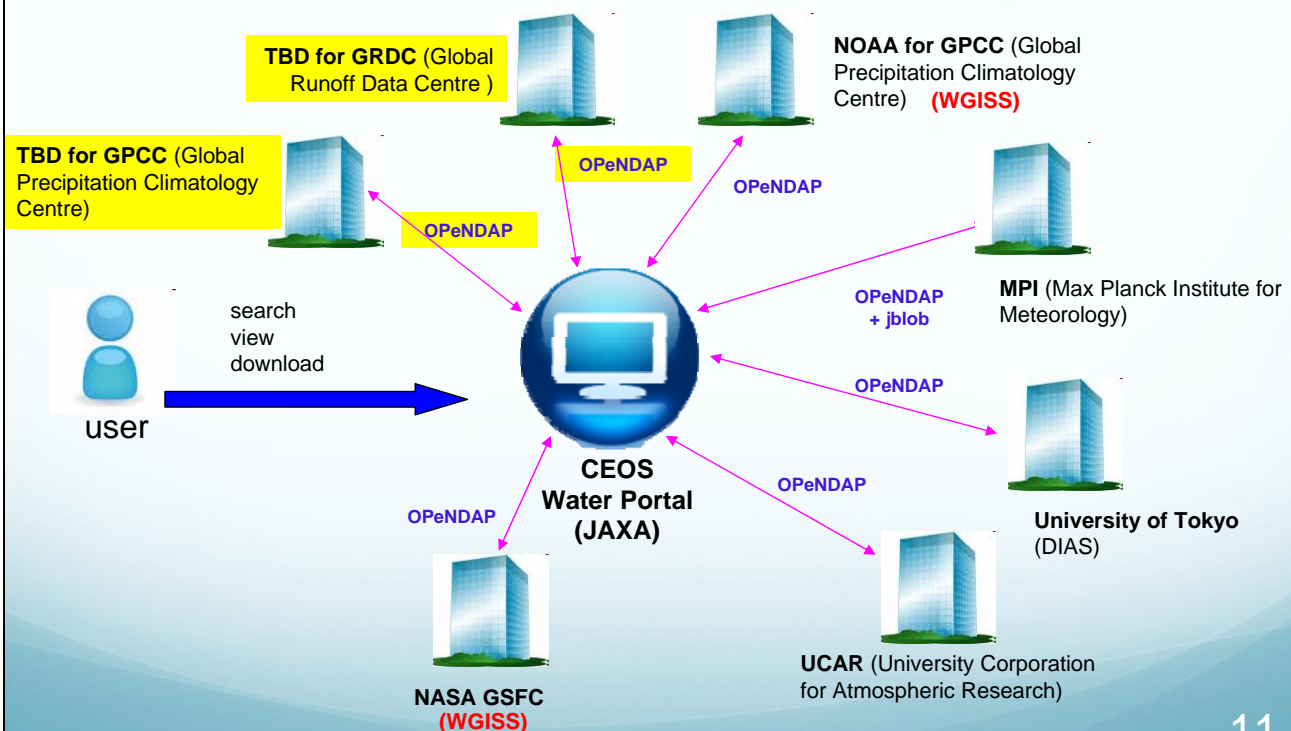 TBD for GRDC (Global
Runoff Data Centre )
NOAA for GPCC (Global
Precipitation Climatology
Centre) (WGISS)
TBD for GPCC (Global
Precipitation Climatology
Centre)
OPeNDAP
OPeNDAP
OPeNDAP
MPI (Max Planck Institute for
Meteorology)
OPeNDAP
+ jblob
search
view
download
user
OPeNDAP
CEOS
Water Portal
(JAXA)
OPeNDAP
OPeNDAP
University of Tokyo
(DIAS)
UCAR (University Corporation
for Atmospheric Research)
NASA GSFC
(WGISS)
11